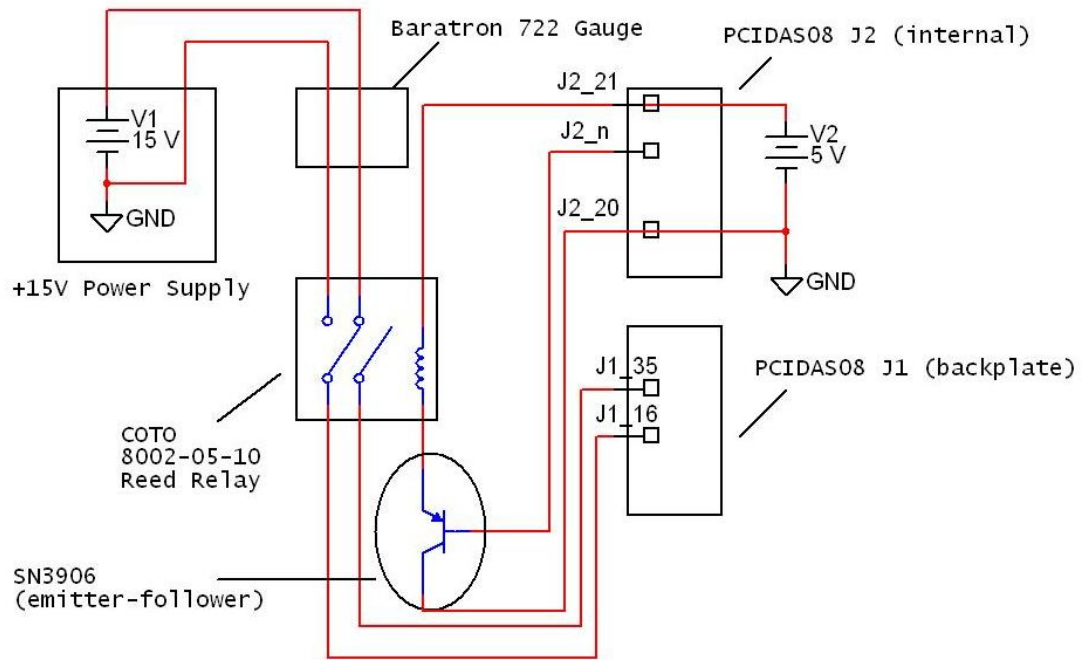 Baratron 722 Gauge
PCIDAS08 J2 (internal)
V1
15 V
GND
+15V Power Supply
J2_21
J2_n
J2_20
V2
5 V
GND
J1_35
J1_16
PCIDAS08 J1 (backplate)
COTO
8002-05-10
Reed Relay
SN3906
(emitter-follower)